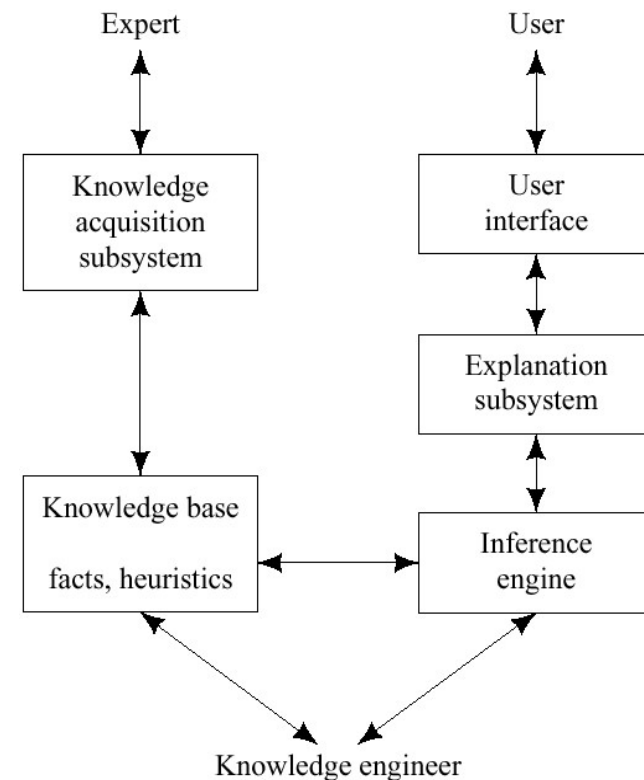 Expert
User
Knowledge
acquisition
subsystem
User
interface
Explanation
subsystem
Knowledge base
facts, heuristics
Inference
engine
Knowledge engineer